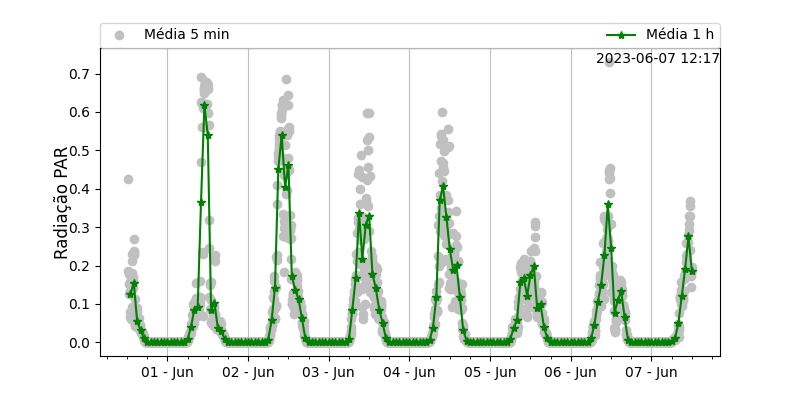 Média 5 min
Média 1 h
2023-06-07 12:17
Radiação PAR
0.7
0.6
0.5
0.4
0.3
0.2
0.1
0.0
01 - Jun
02 - Jun
03 - Jun
04 - Jun
05 - Jun
06 - Jun
07 - Jun